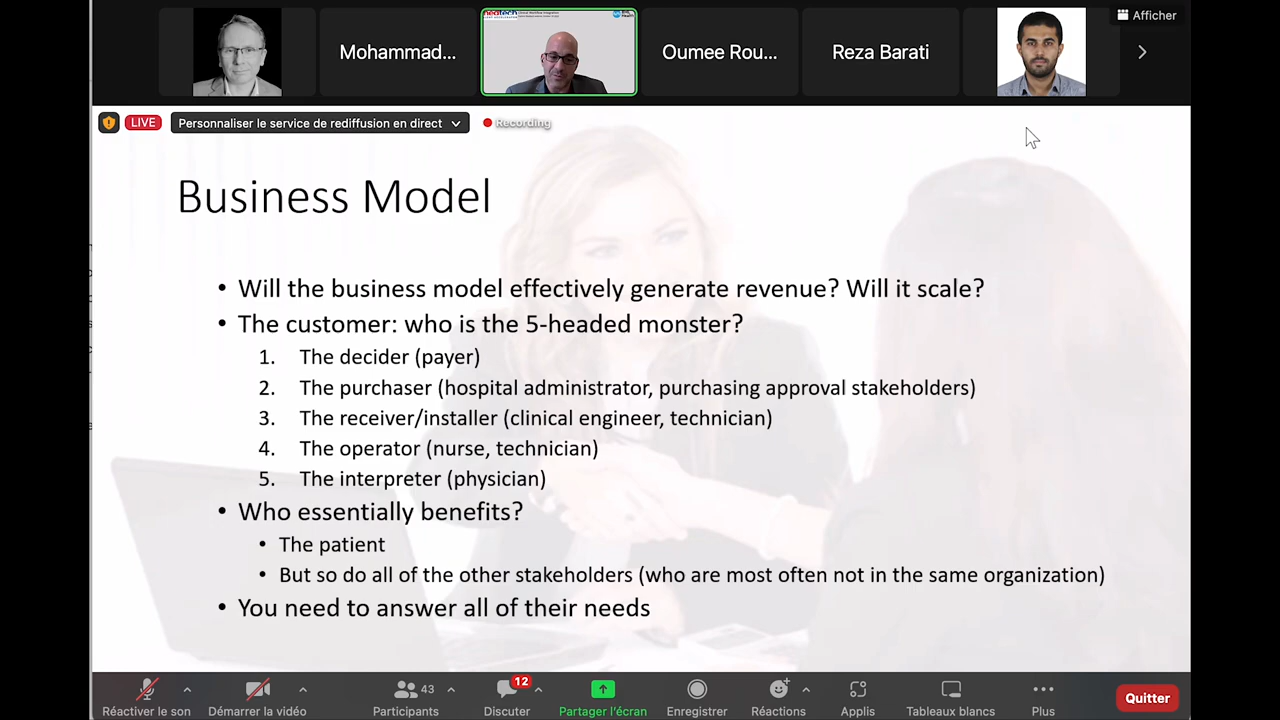 Afficher
Mohammad...
Oumee Rou...
Reza Barati
LIVE
Personnaliser le service de rediffusion en direct
Recording
Business Model
• Will the business model effectively generate revenue? Will it scale?
• The customer: who is the 5-headed monster?
1. The decider (payer)
2. The purchaser (hospital administrator, purchasing approval stakeholders)
3. The receiver/installer (clinical engineer, technician)
4. The operator (nurse, technician)
5. The interpreter (physician)
• Who essentially benefits?
• The patient
• But so do all of the other stakeholders (who are most often not in the same organization)
• You need to answer all of their needs
43
12
Réactiver le son
Démarrer la vidéo
Participants
Discuter
Partager l'écran
Enregistrer
Réactions
Applis
Tableaux blancs
Plus
Quitter